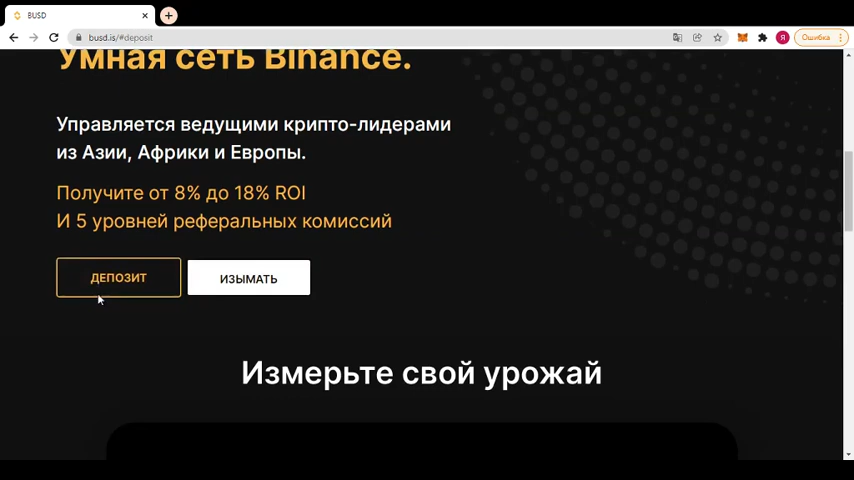 BUSD
busd.is/#deposit
Я
Ошибка
Умная сеть Binance.
Управляется ведущими крипто-лидерами
из Азии, Африки и Европы.
Получите от 8% до 18% ROI
И 5 уровней реферальных комиссий
ДЕПОЗИТ
ИЗЫМАТЬ
Измерьте свой урожай